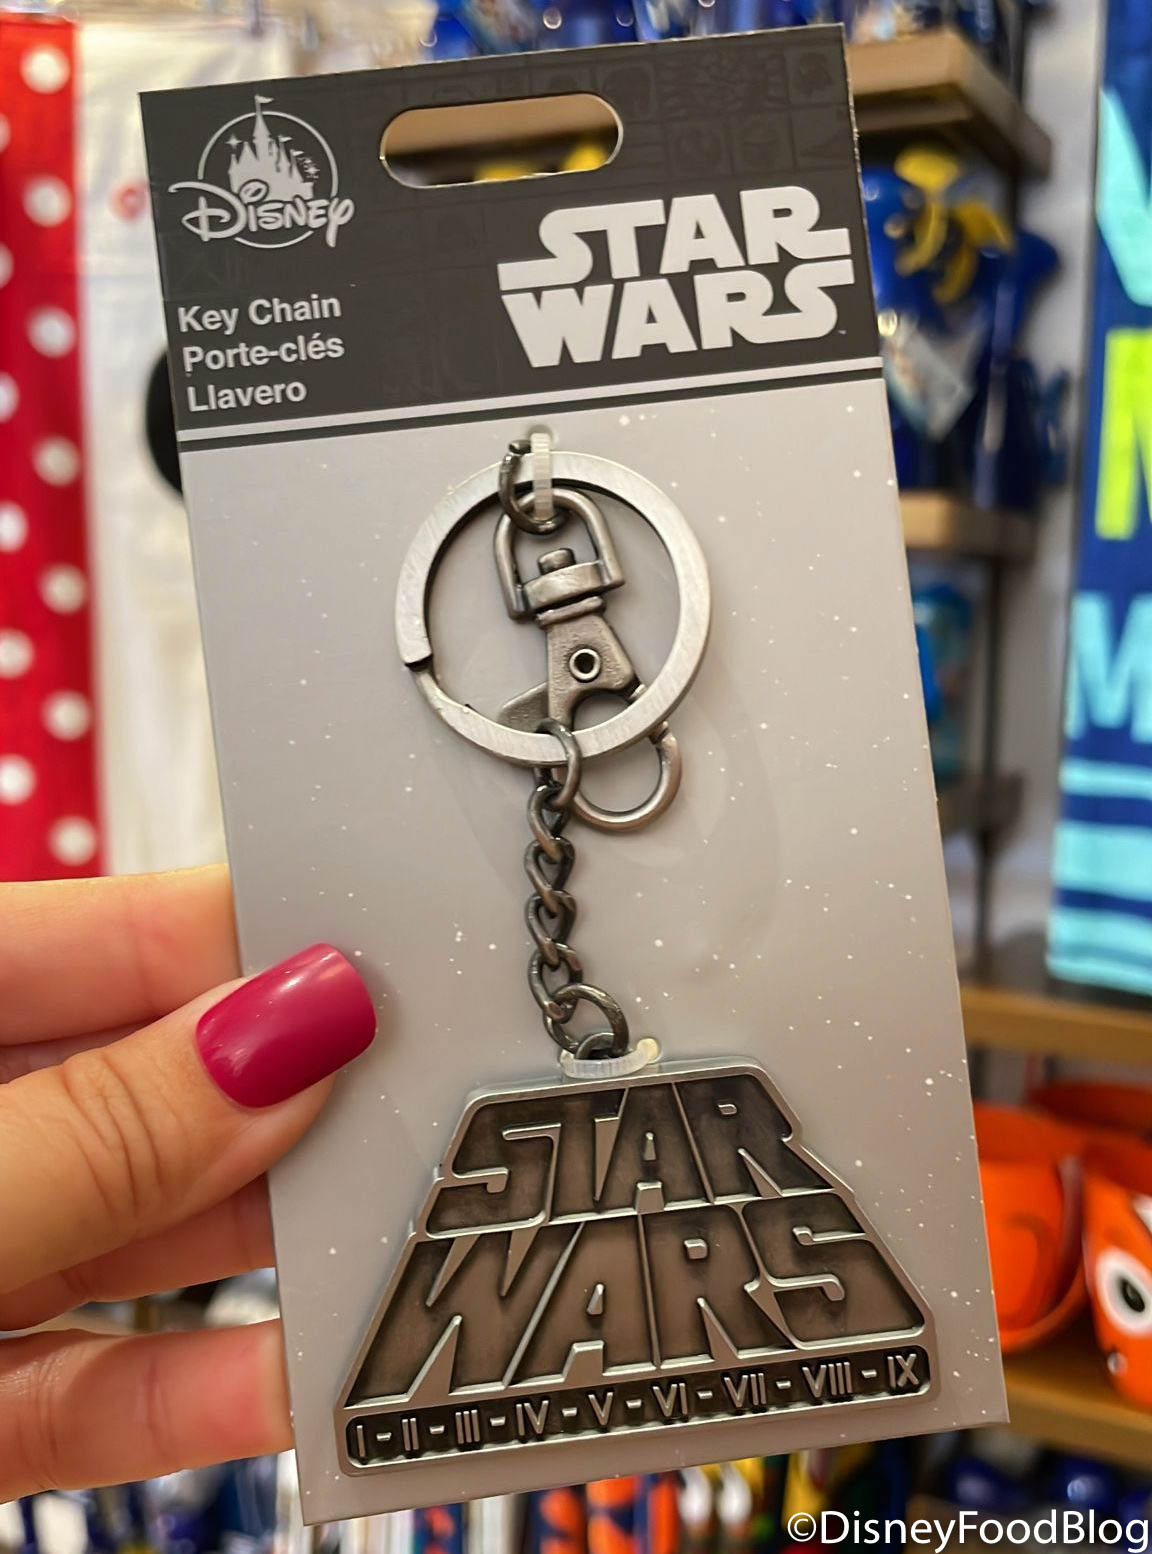 Disney
STAR
WARS
Key Chain
Porte-clés
Llavero
STAR
WARS
I - II - III - IV - V - VI - VII - VIII - IX
©DisneyFoodBlog